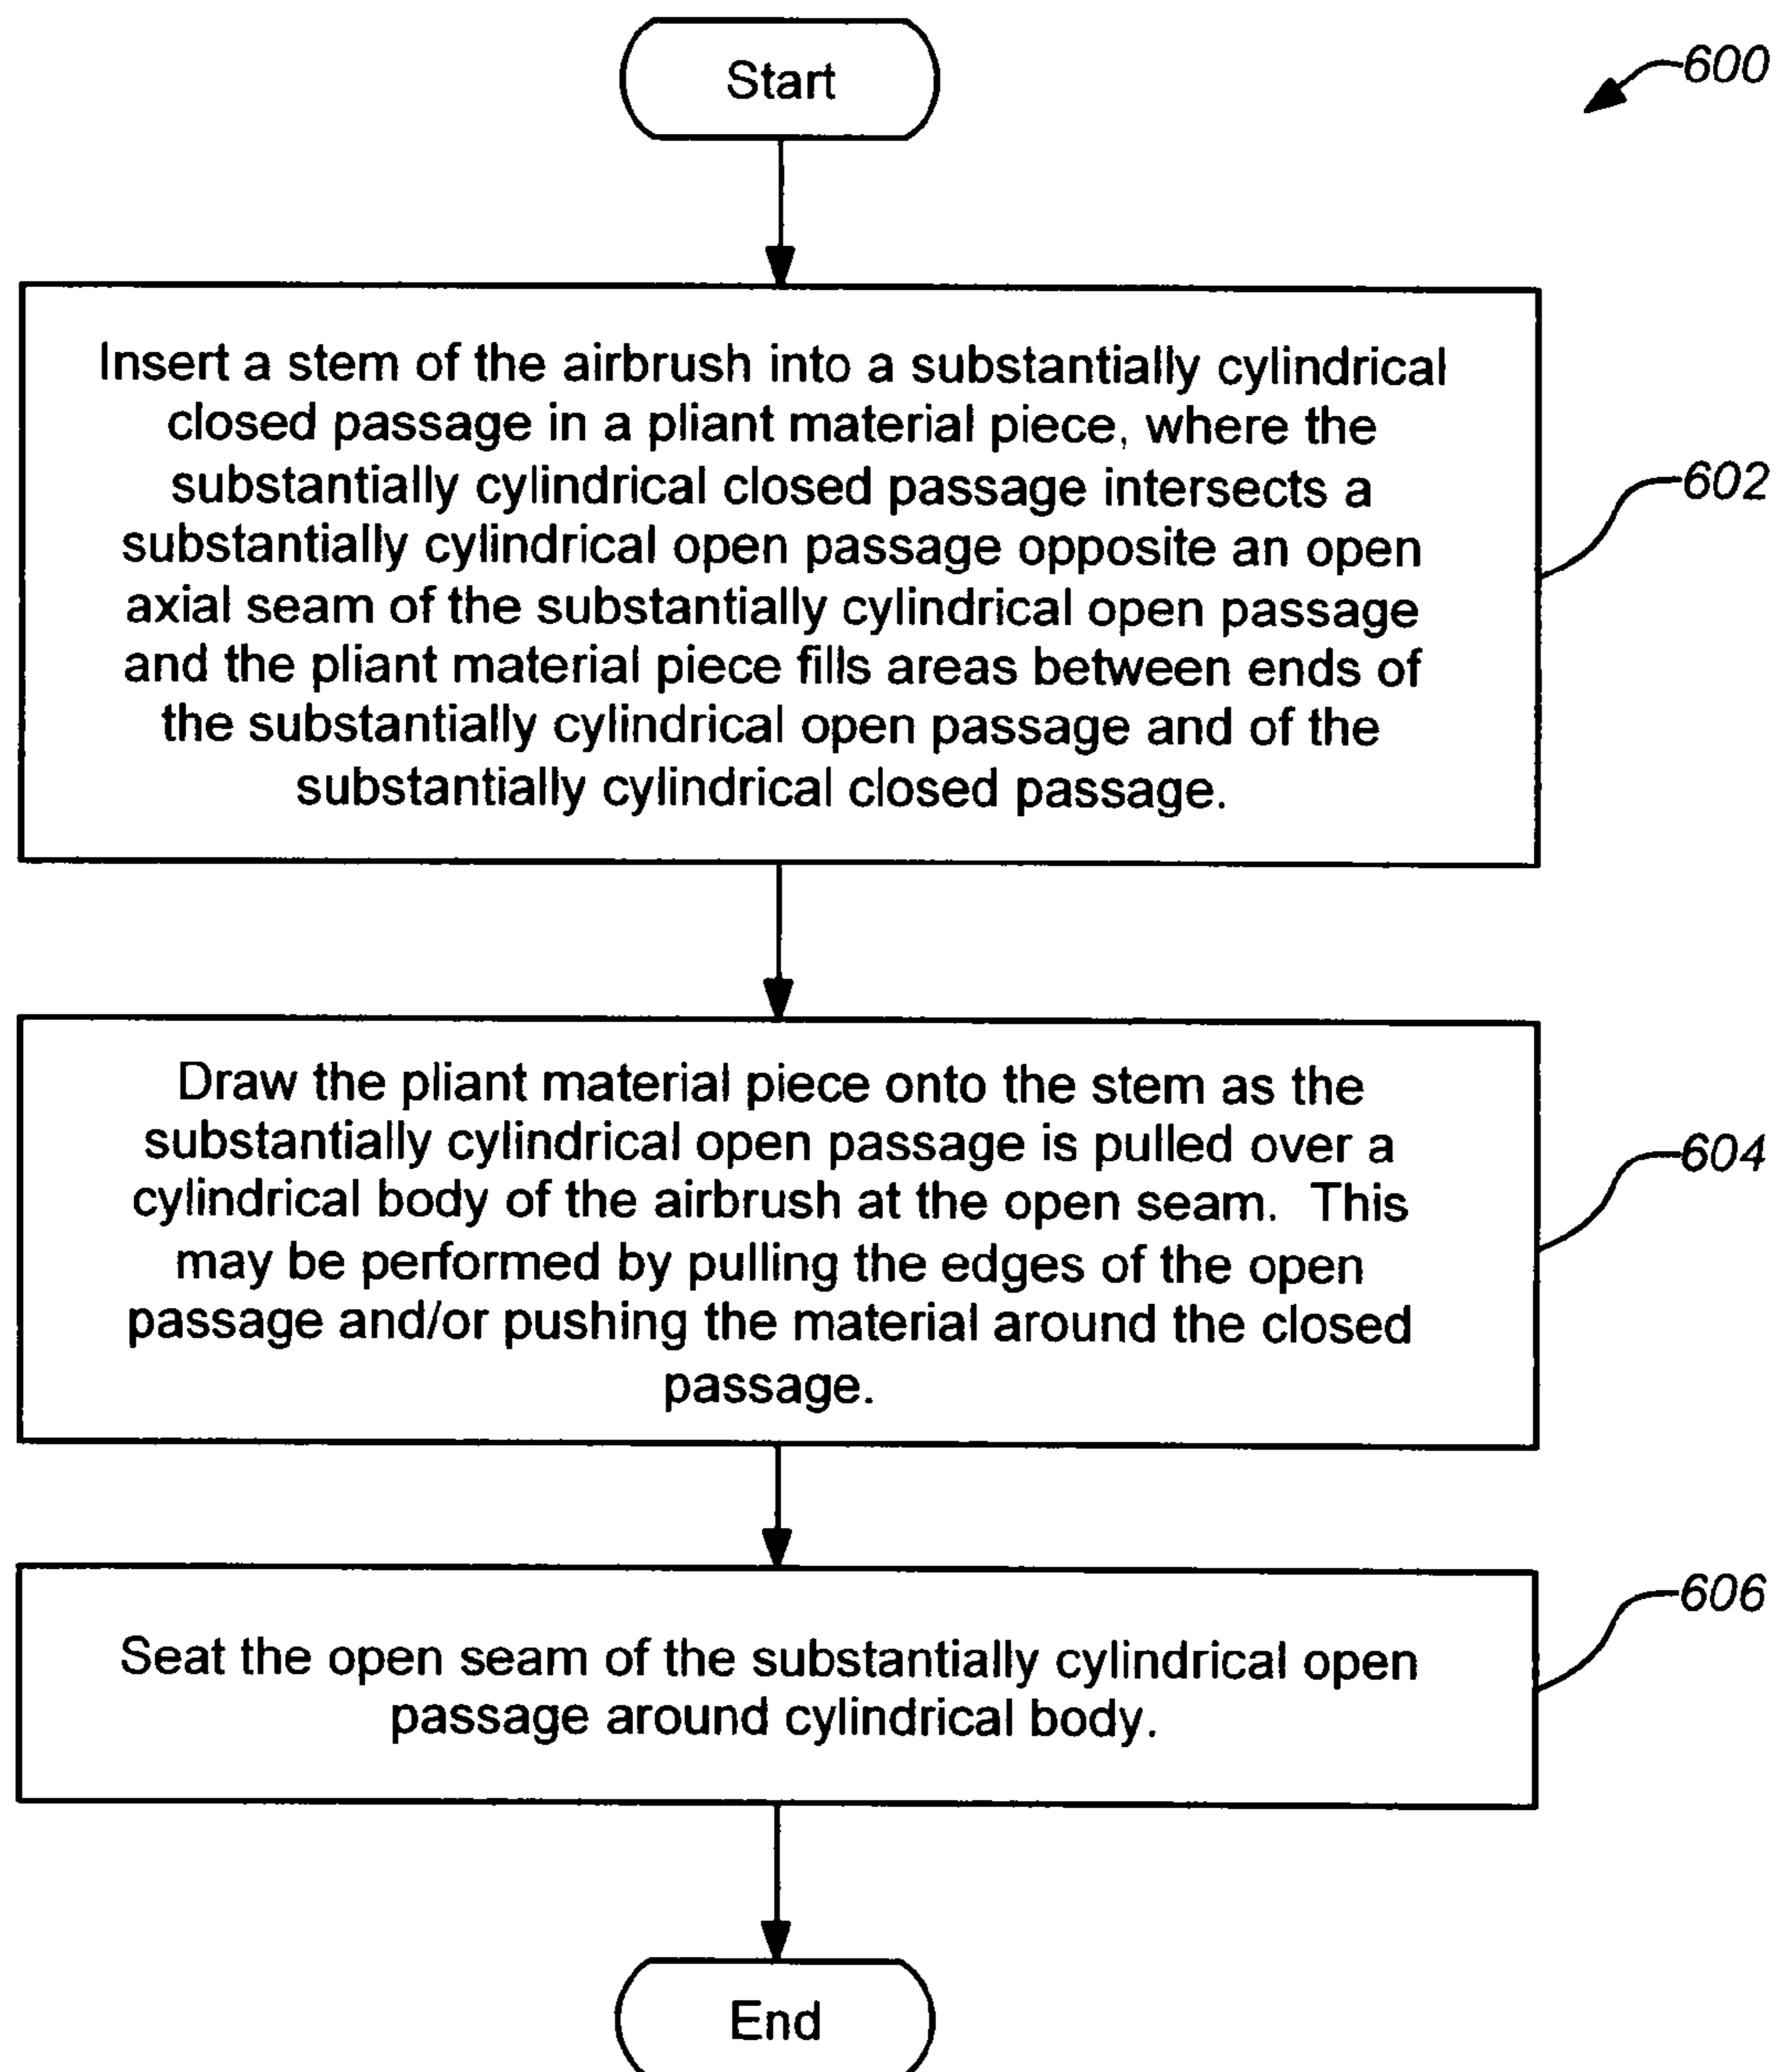 Start
600
Insert a stem of the airbrush into a substantially cylindrical
closed passage in a pliant material piece, where the
substantially cylindrical closed passage intersects a
substantially cylindrical open passage opposite an open
axial seam of the substantially cylindrical open passage
and the pliant material piece fills areas between ends of
the substantially cylindrical open passage and of the
substantially cylindrical closed passage.
602
Draw the pliant material piece onto the stem as the
substantially cylindrical open passage is pulled over a
cylindrical body of the airbrush at the open seam.  This
may be performed by pulling the edges of the open
passage and/or pushing the material around the closed
passage.
604
Seat the open seam of the substantially cylindrical open
passage around cylindrical body.
606
End